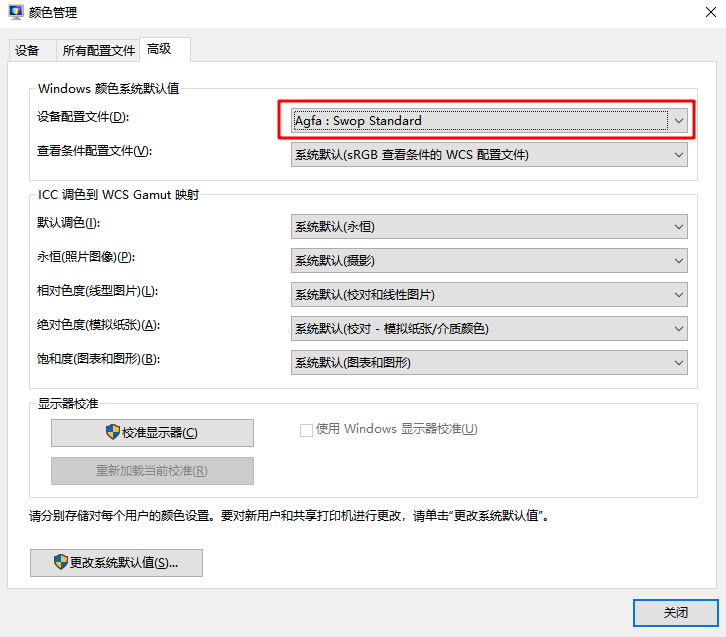 颜色管理
设备 所有配置文件 高级
Windows 颜色系统默认值
设备配置文件(D): Agfa : Swop Standard
查看条件配置文件(V): 系统默认(sRGB 查看条件的 WCS 配置文件)
ICC 调色到 WCS Gamut 映射
默认调色(I): 系统默认(永恒)
永恒(照片图像)(P): 系统默认(摄影)
相对色度(线型图片)(L): 系统默认(校对和线性图片)
绝对色度(模拟纸张)(A): 系统默认(校对 - 模拟纸张/介质颜色)
饱和度(图表和图形)(B): 系统默认(图表和图形)
显示器校准
校准显示器(C) 使用 Windows 显示器校准(U)
重新加载当前校准(R)
请分别存储对每个用户的颜色设置。要对新用户和共享打印机进行更改，请单击“更改系统默认值”。
更改系统默认值(S)...
关闭